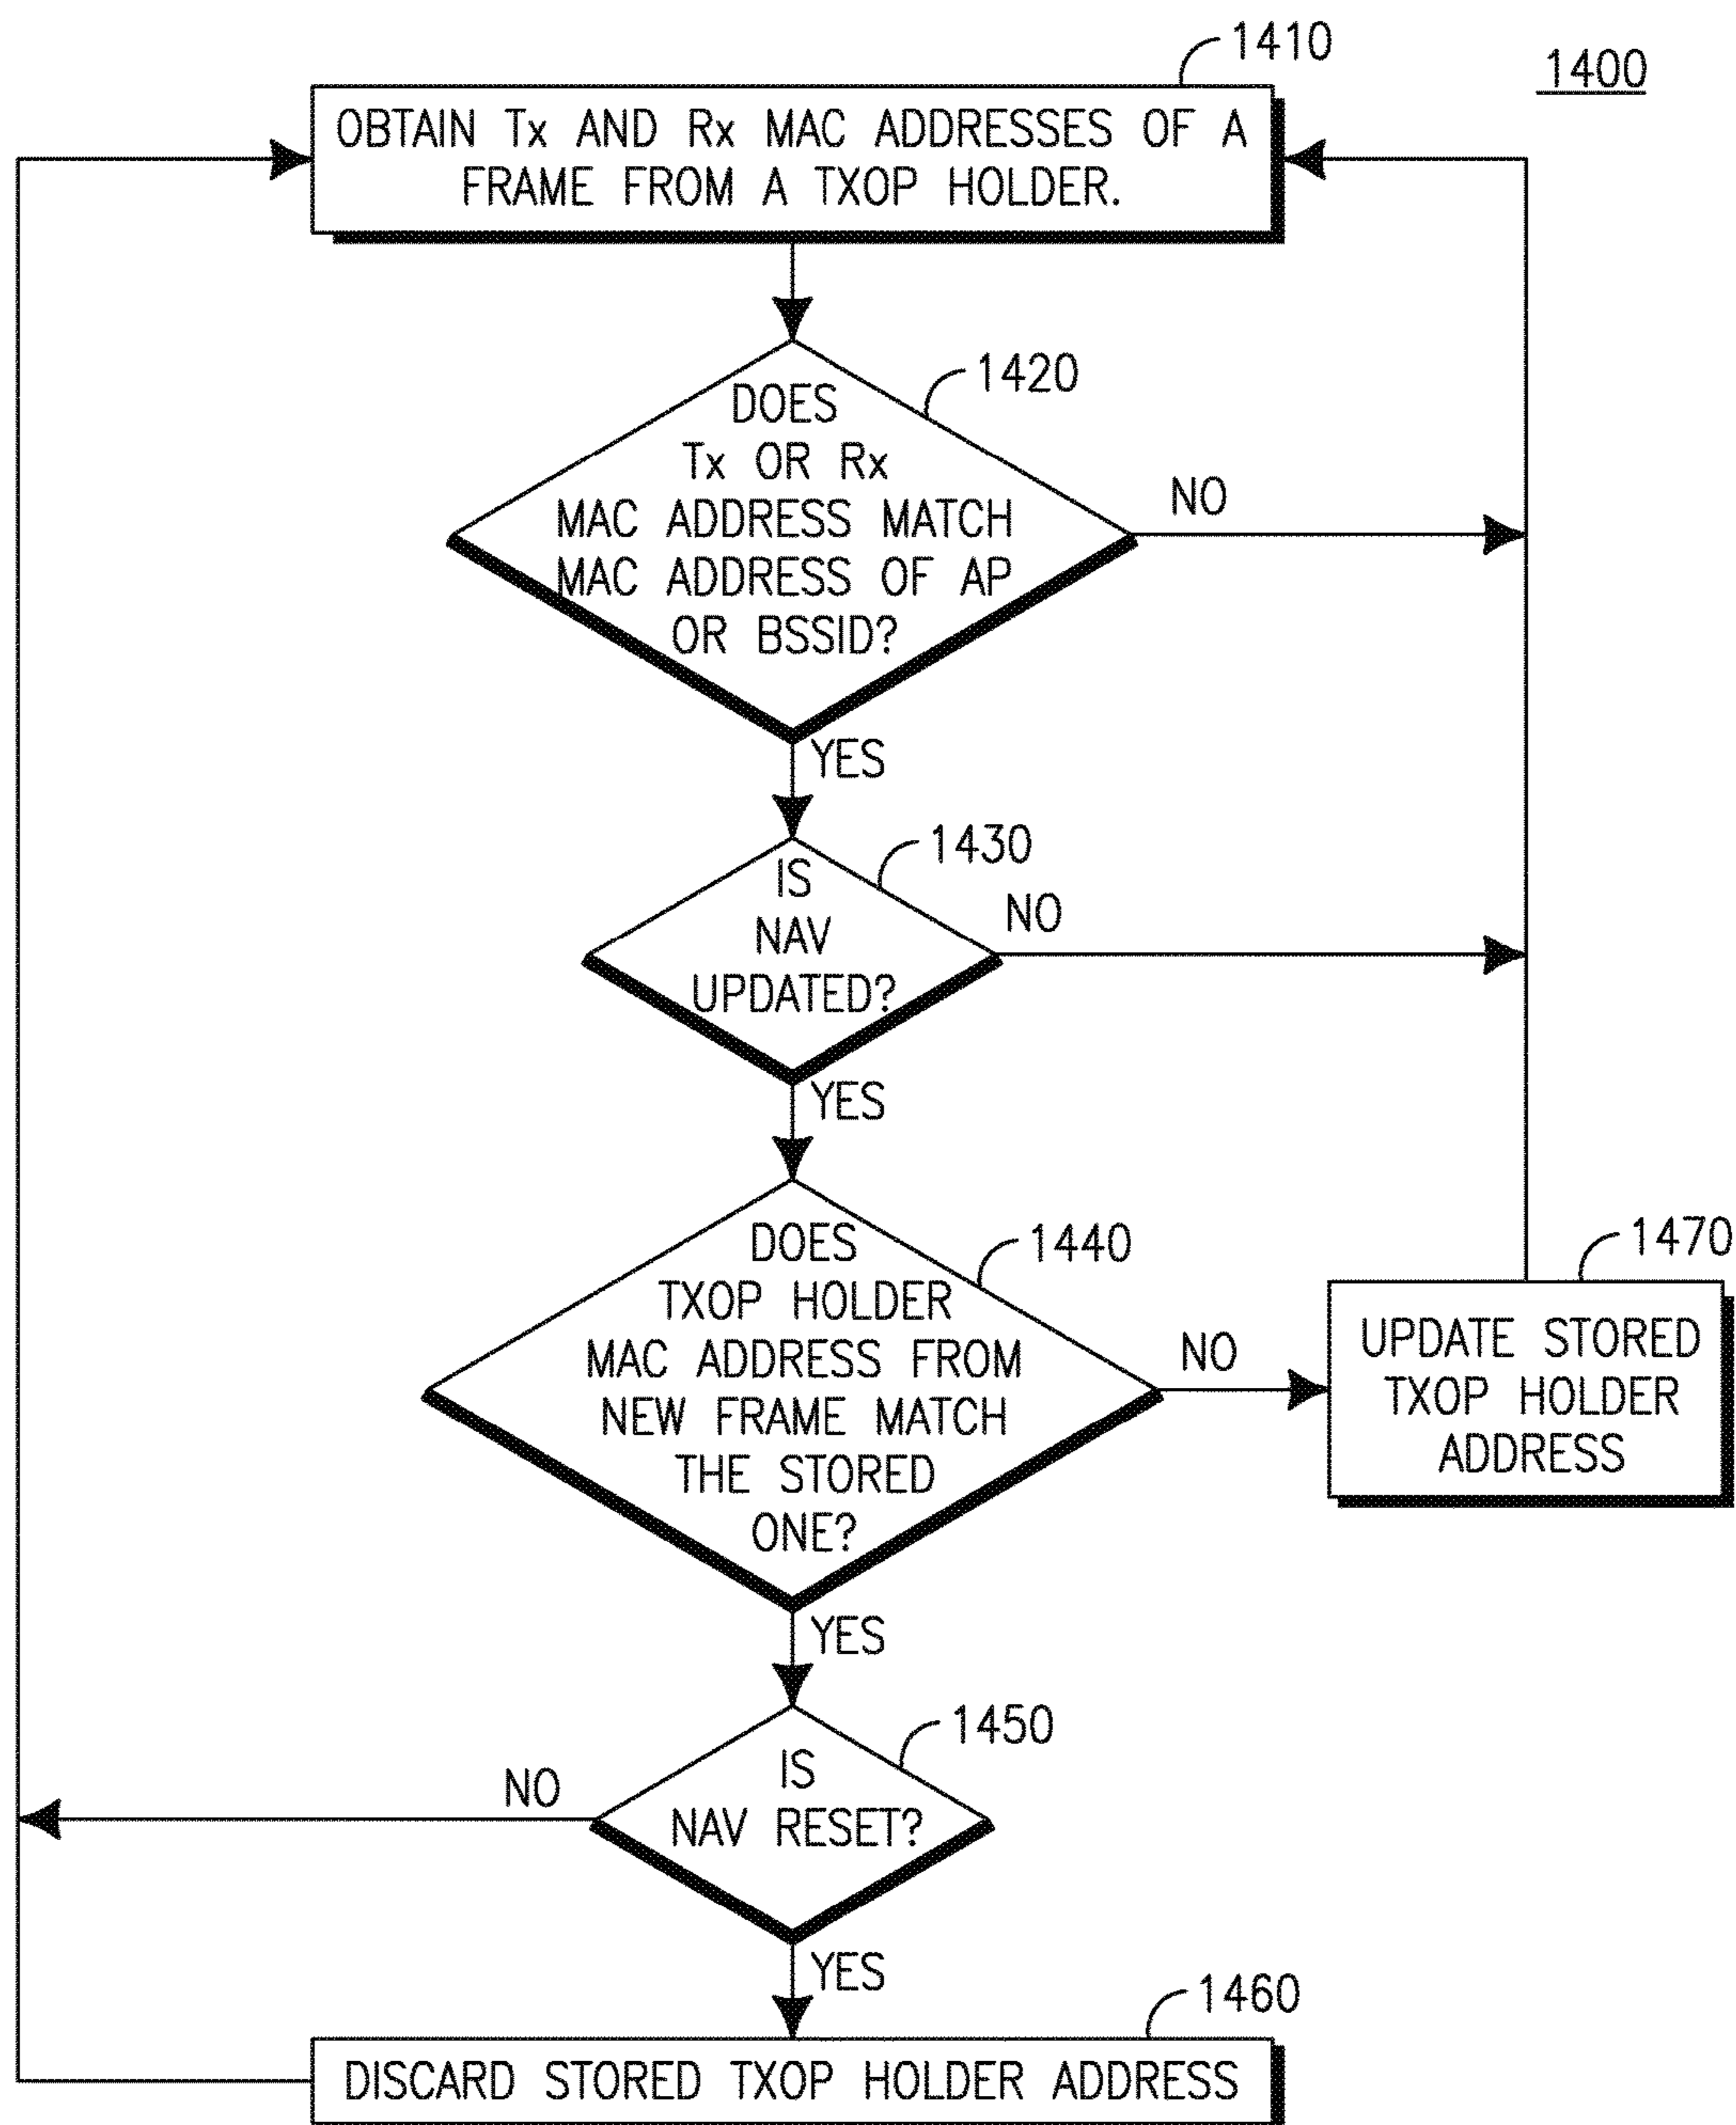 1410
1400
OBTAIN Tx AND Rx MAC ADDRESSES OF A
FRAME FROM A TXOP HOLDER.
1420
DOES
Tx OR Rx
MAC ADDRESS MATCH
MAC ADDRESS OF AP
OR BSSID?
NO
YES
1430
IS
NAV
UPDATED?
NO
YES
1440
DOES
TXOP HOLDER
MAC ADDRESS FROM
NEW FRAME MATCH
THE STORED
ONE?
NO
1470
UPDATE STORED
TXOP HOLDER
ADDRESS
YES
1450
IS
NAV RESET?
NO
YES
1460
DISCARD STORED TXOP HOLDER ADDRESS